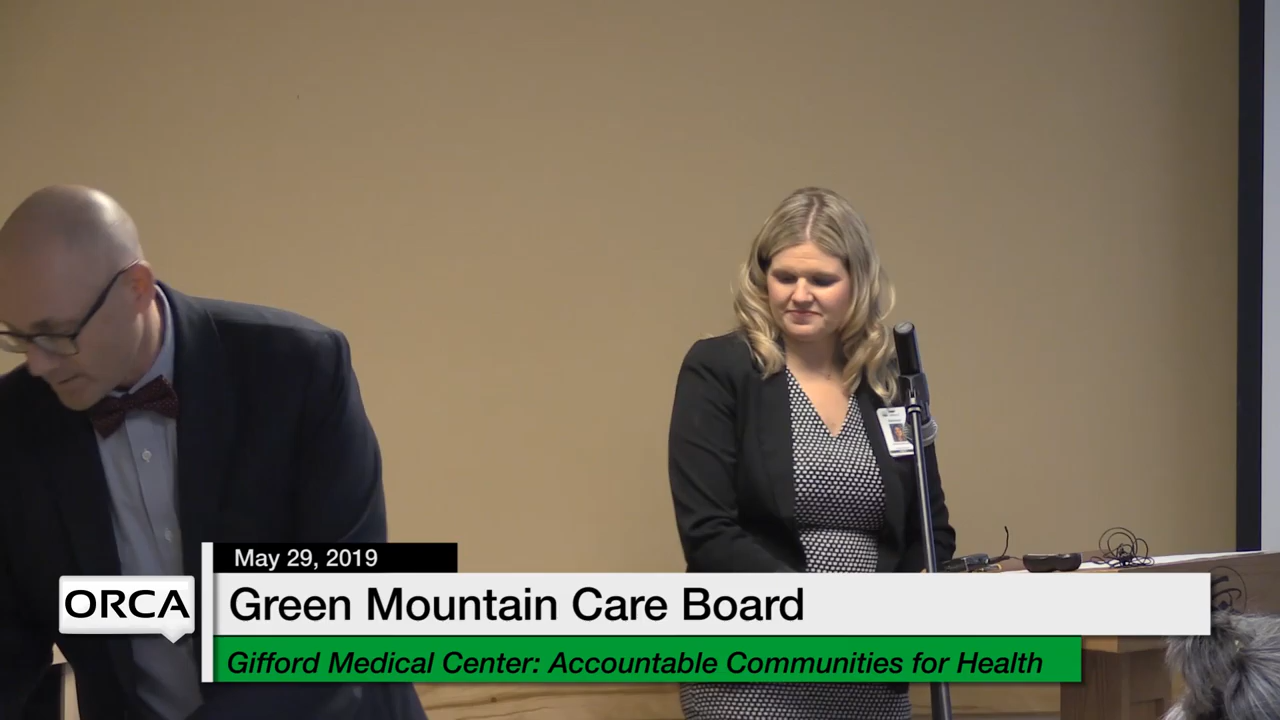 May 29, 2019
ORCA
Green Mountain Care Board
Gifford Medical Center: Accountable Communities for Health